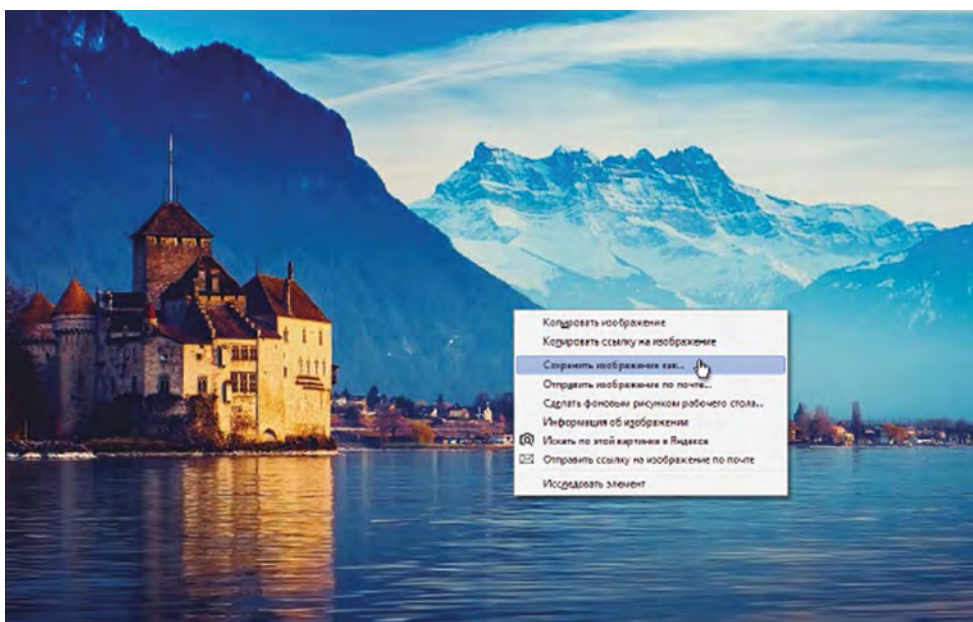 Копировать изображение
Копировать ссылку на изображение
Сохранить изображение как...
Отправить изображение по почте...
Сделать фоновым рисунком рабочего стола...
Информация об изображении
Искать по этой картинке в Яндексе
Отправить ссылку на изображение по почте
Исследовать элемент